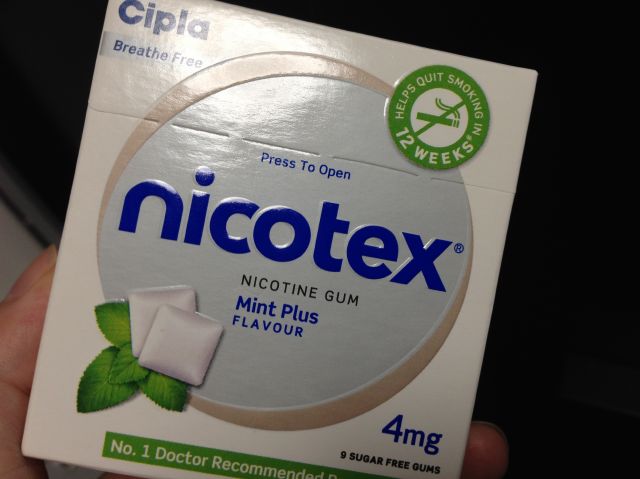 Cipla
Breathe Free
HELPS QUIT SMOKING IN
12 WEEKS*
Press To Open
nicotex®
NICOTINE GUM
Mint Plus
FLAVOUR
4mg
9 SUGAR FREE GUMS
No. 1 Doctor Recommended